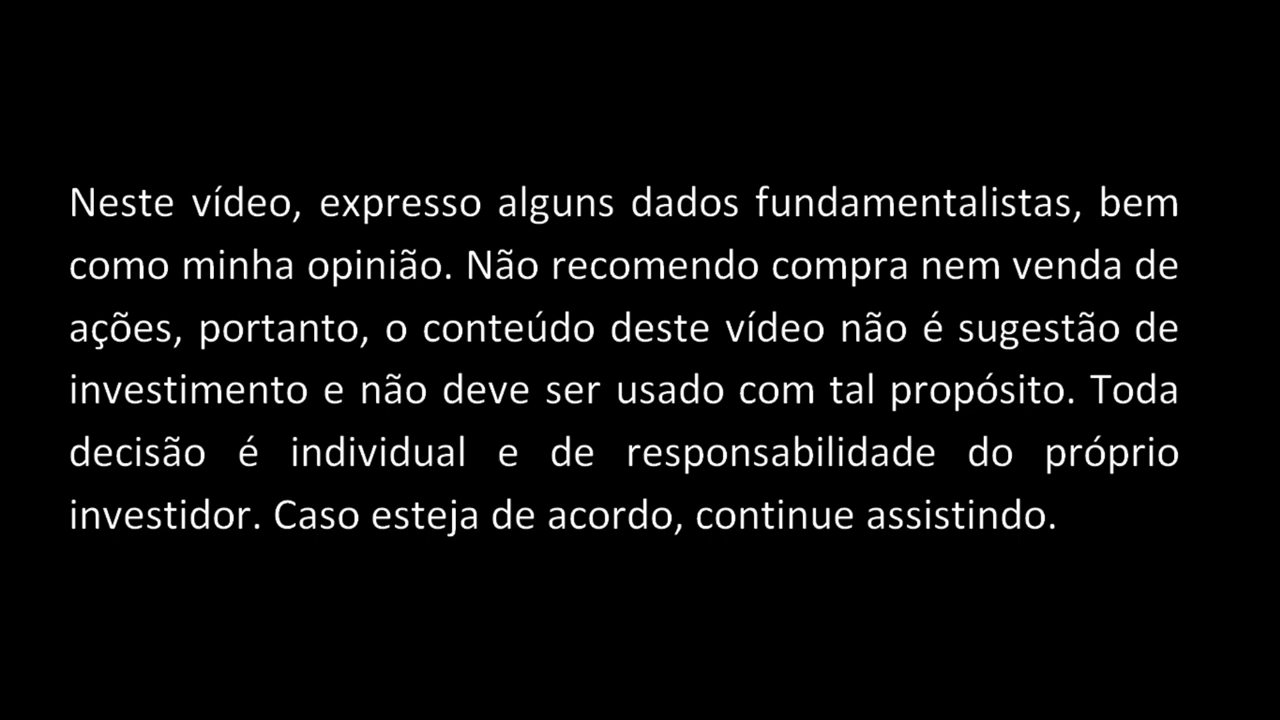 Neste vídeo, expresso alguns dados fundamentalistas, bem
como minha opinião. Não recomendo compra nem venda de
ações, portanto, o conteúdo deste vídeo não é sugestão de
investimento e não deve ser usado com tal propósito. Toda
decisão é individual e de responsabilidade do próprio
investidor. Caso esteja de acordo, continue assistindo.